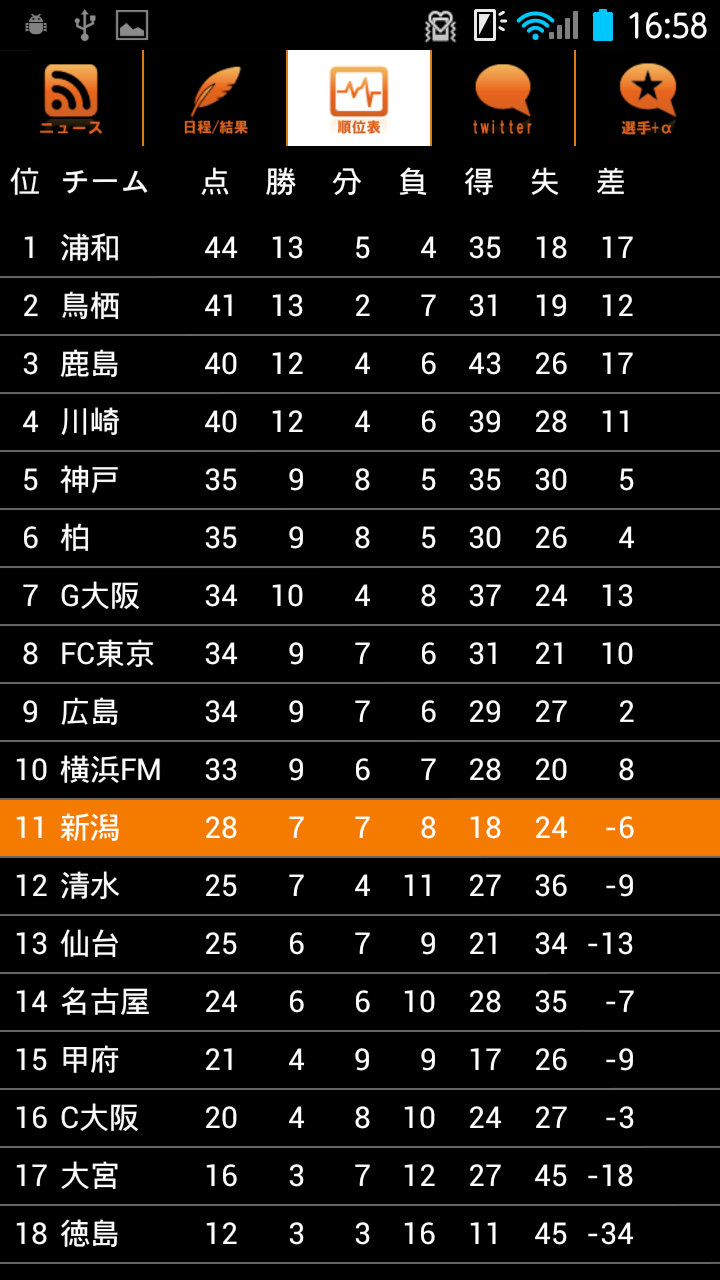 16:58
ニュース 日程/結果 順位表 twitter 選手+α
位 チーム 点 勝 分 負 得 失 差
1 浦和 44 13 5 4 35 18 17
2 鳥栖 41 13 2 7 31 19 12
3 鹿島 40 12 4 6 43 26 17
4 川崎 40 12 4 6 39 28 11
5 神戸 35 9 8 5 35 30 5
6 柏 35 9 8 5 30 26 4
7 G大阪 34 10 4 8 37 24 13
8 FC東京 34 9 7 6 31 21 10
9 広島 34 9 7 6 29 27 2
10 横浜FM 33 9 6 7 28 20 8
11 新潟 28 7 7 8 18 24 -6
12 清水 25 7 4 11 27 36 -9
13 仙台 25 6 7 9 21 34 -13
14 名古屋 24 6 6 10 28 35 -7
15 甲府 21 4 9 9 17 26 -9
16 C大阪 20 4 8 10 24 27 -3
17 大宮 16 3 7 12 27 45 -18
18 徳島 12 3 3 16 11 45 -34